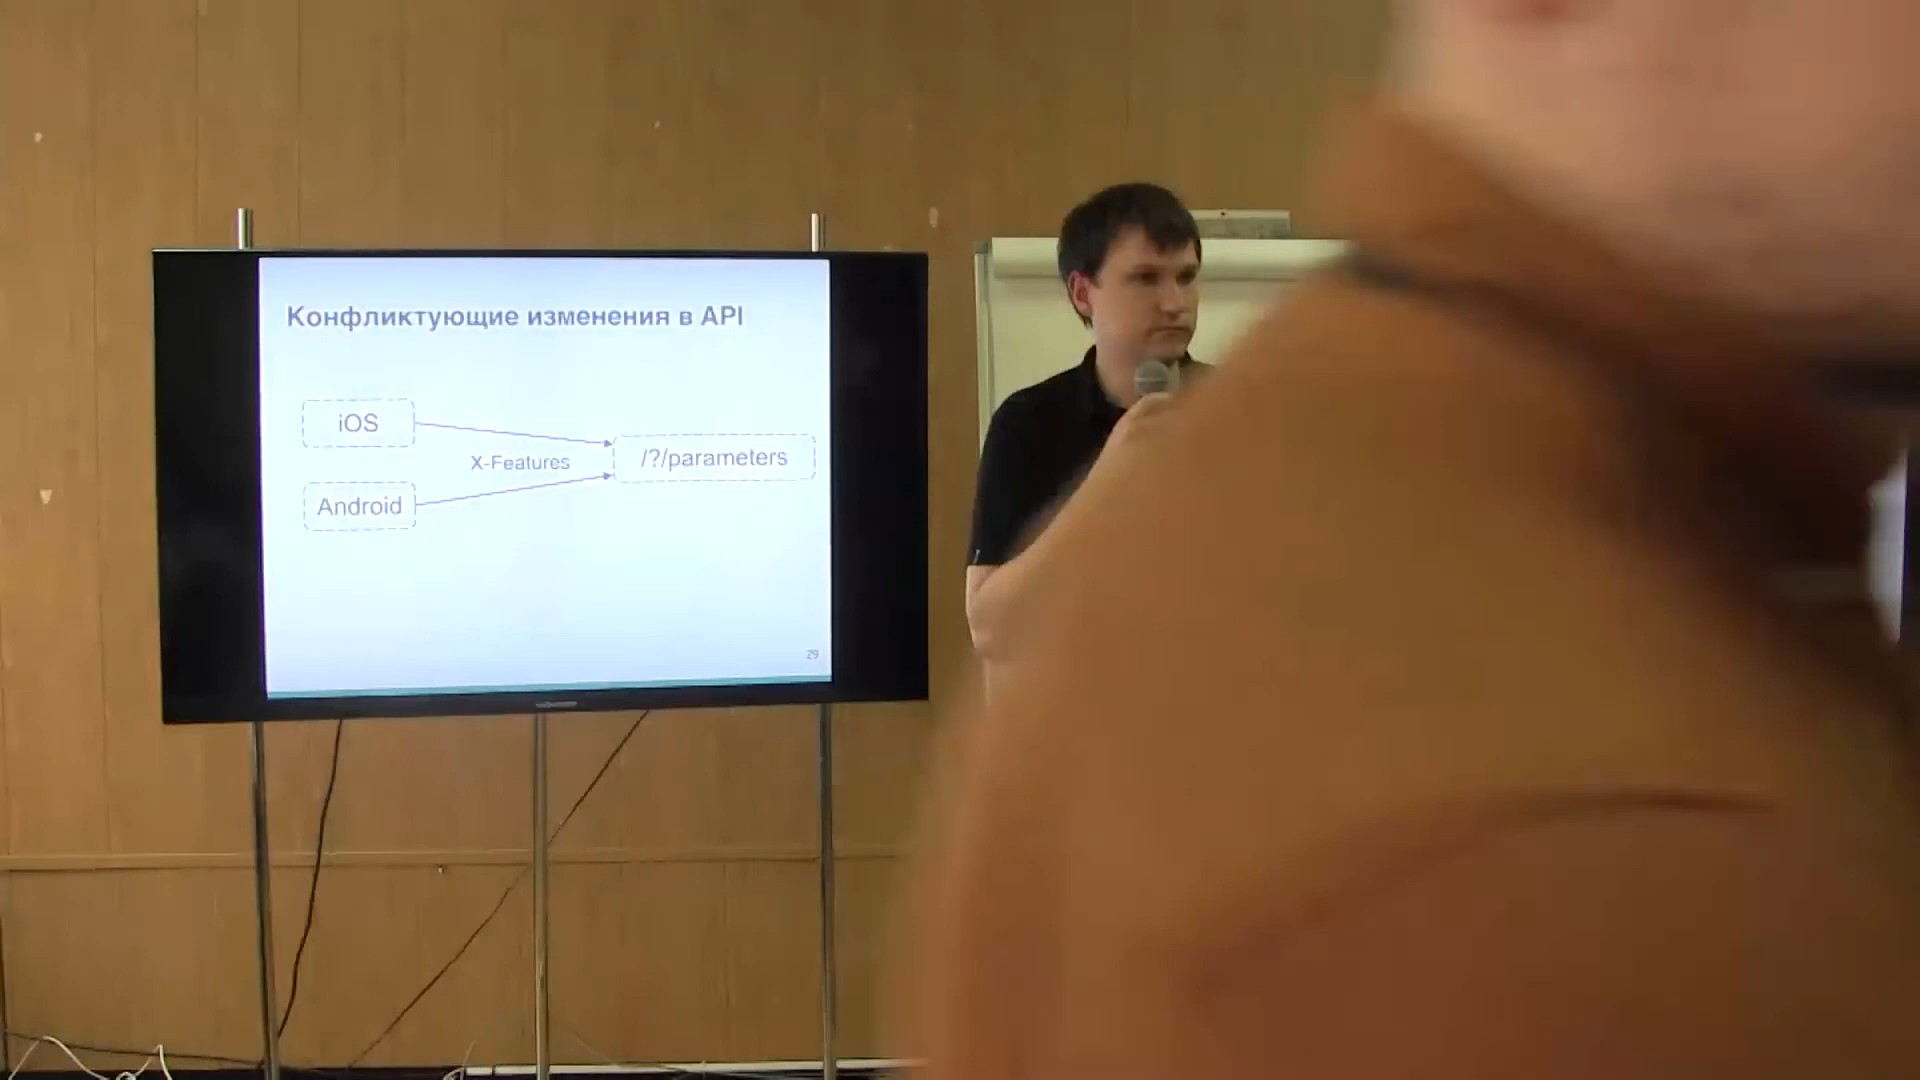 Конфликтующие изменения в API
iOS
X-Features
/?/parameters
Android
29